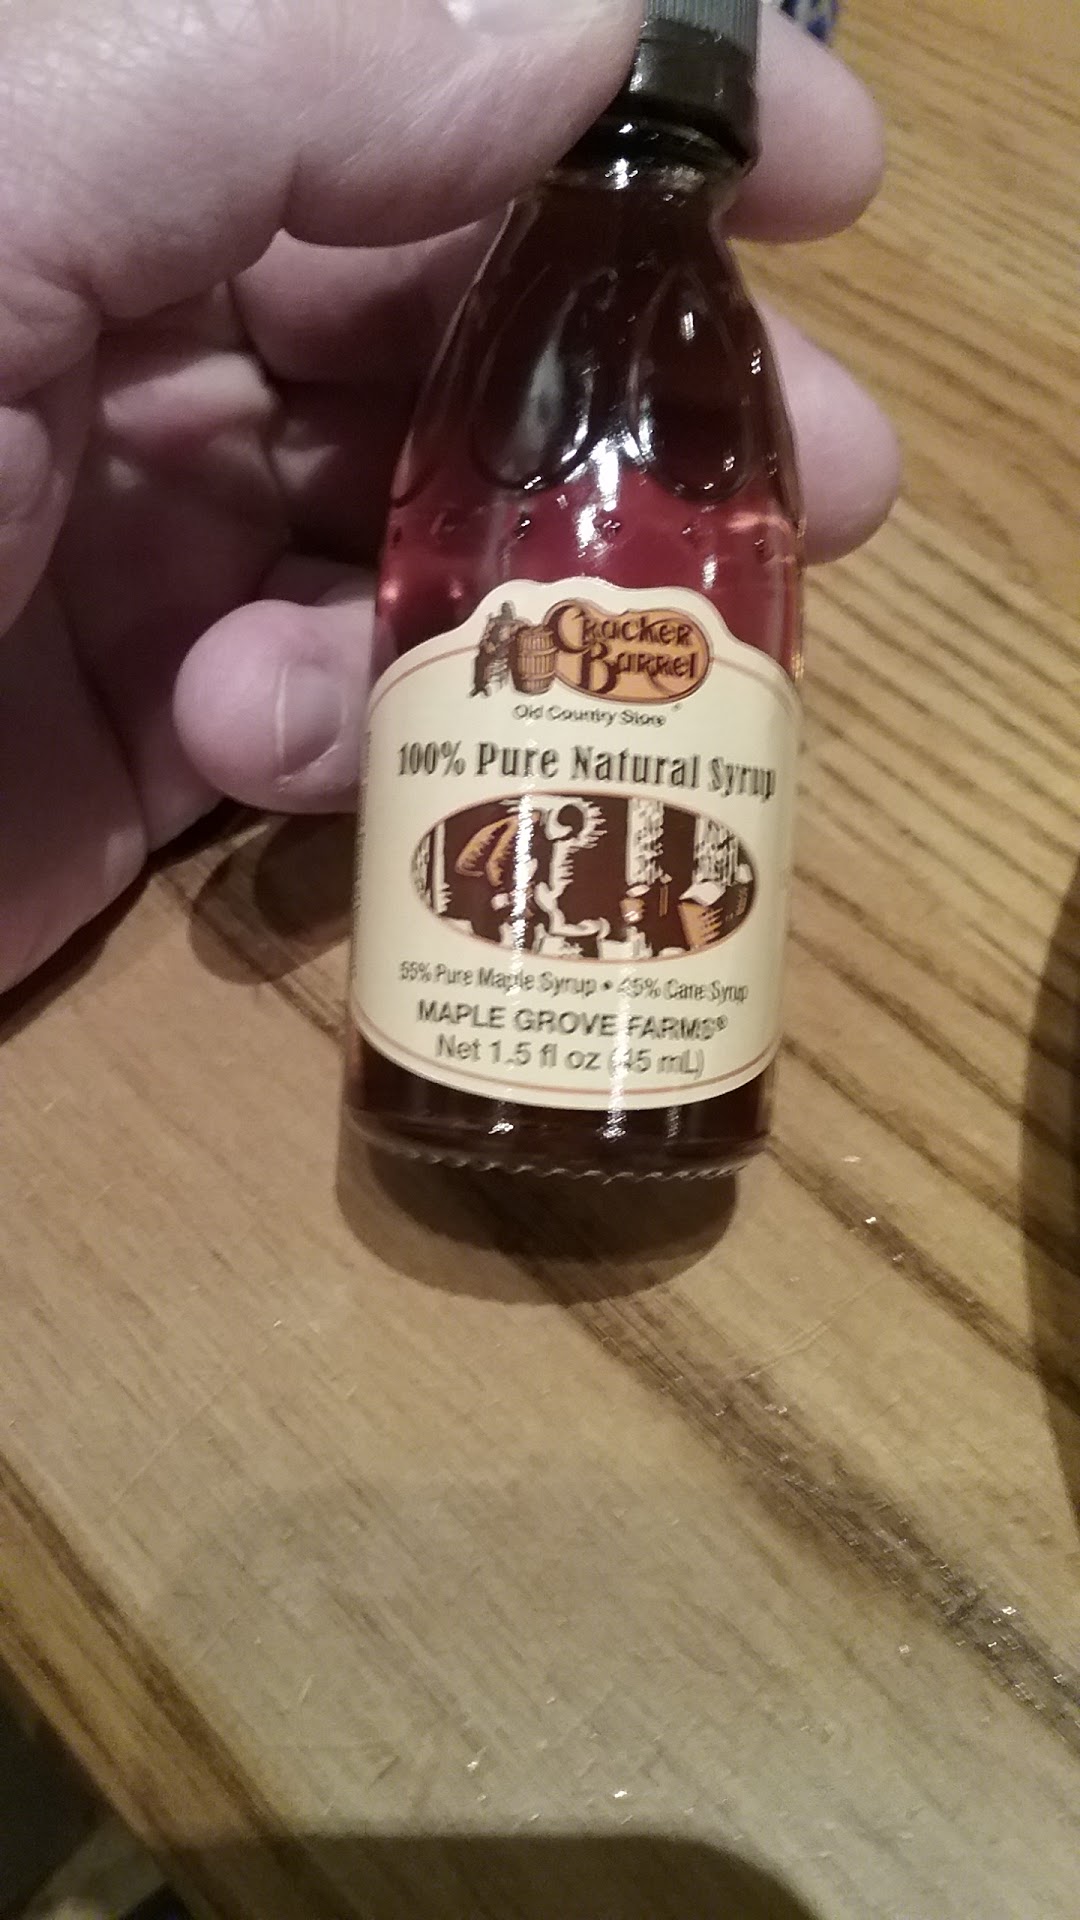 Cracker
Barrel
Old Country Store®
100% Pure Natural Syrup
55% Pure Maple Syrup • 45% Cane Syrup
MAPLE GROVE FARMS®
Net 1.5 fl oz (45 mL)